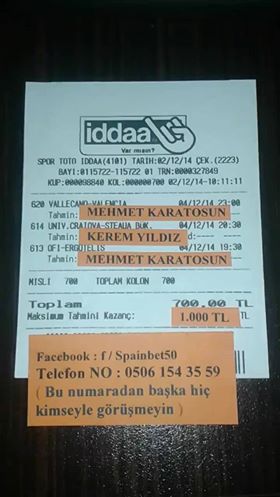 iddaa
Var mısın?
SPOR TOTO IDDAA(4101) TARIH:02/12/14 ÇEK.(2223)
BAYI:0115722-115722 01 TRN:0000327849
KUP:000098840 KOL:000000700 02/12/14-10:11:11
620 VALLECANO-VALENCIA 04/12/14 23:00
Tahmin: MEHMET KARATOSUN
614 UNIV.CRAIOVA-STEAUA BUK. 04/12/14 20:30
Tahmin: KEREM YILDIZ
613 OFI-ERGOTELIS 04/12/14 19:30
Tahmin: MEHMET KARATOSUN
MISLI 700 TOPLAM KOLON 700
Toplam 700.00 TL
Maksimum Tahmini Kazanç: 1.000 TL
Facebook : f / Spainbet50
Telefon NO : 0506 154 35 59
( Bu numaradan başka hiç
kimseyle görüşmeyin )